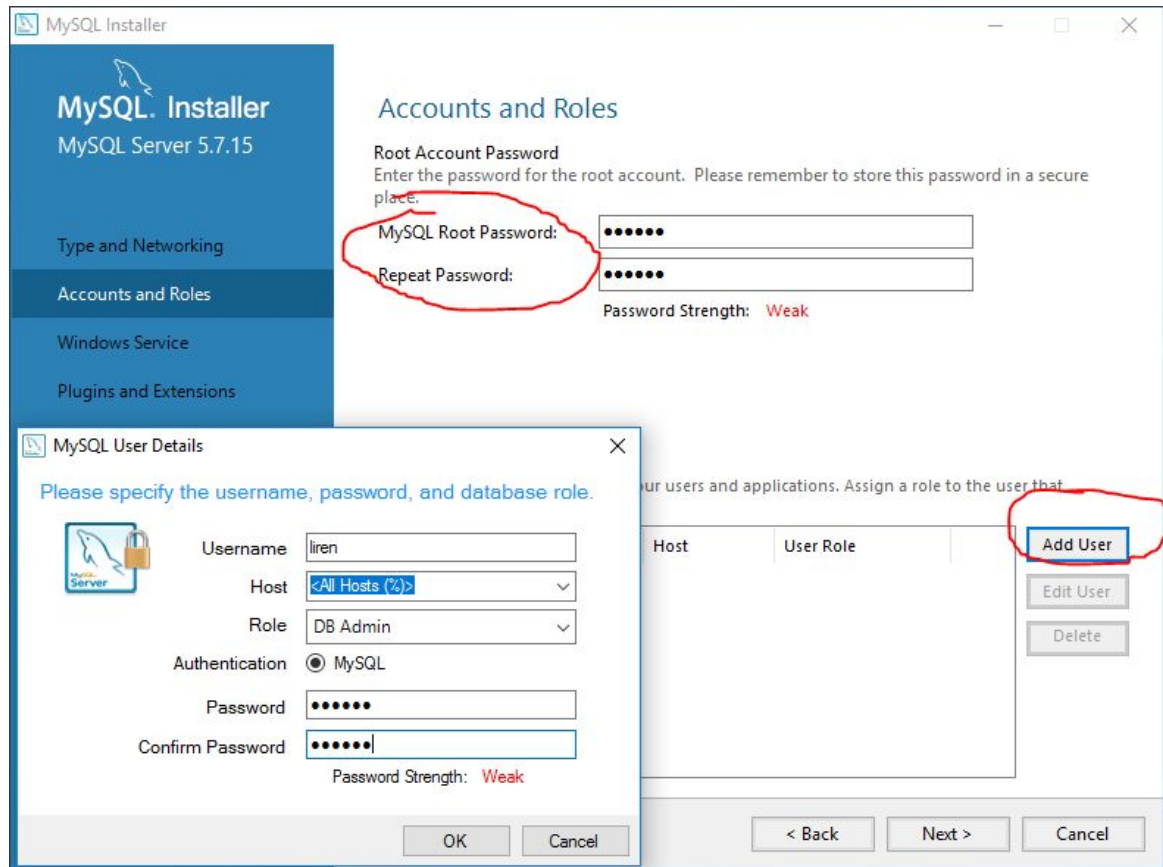 MySQL Installer
MySQL. Installer
MySQL Server 5.7.15
Type and Networking
Accounts and Roles
Windows Service
Plugins and Extensions
Accounts and Roles
Root Account Password
Enter the password for the root account. Please remember to store this password in a secure
place.
MySQL Root Password: ●●●●●●
Repeat Password: ●●●●●●
Password Strength: Weak
ur users and applications. Assign a role to the user that
Host User Role
Add User
Edit User
Delete
MySQL User Details
Please specify the username, password, and database role.
MySQL
Server
Username liren
Host <All Hosts (%)>
Role DB Admin
Authentication MySQL
Password ●●●●●●
Confirm Password ●●●●●●
Password Strength: Weak
OK Cancel
< Back Next > Cancel